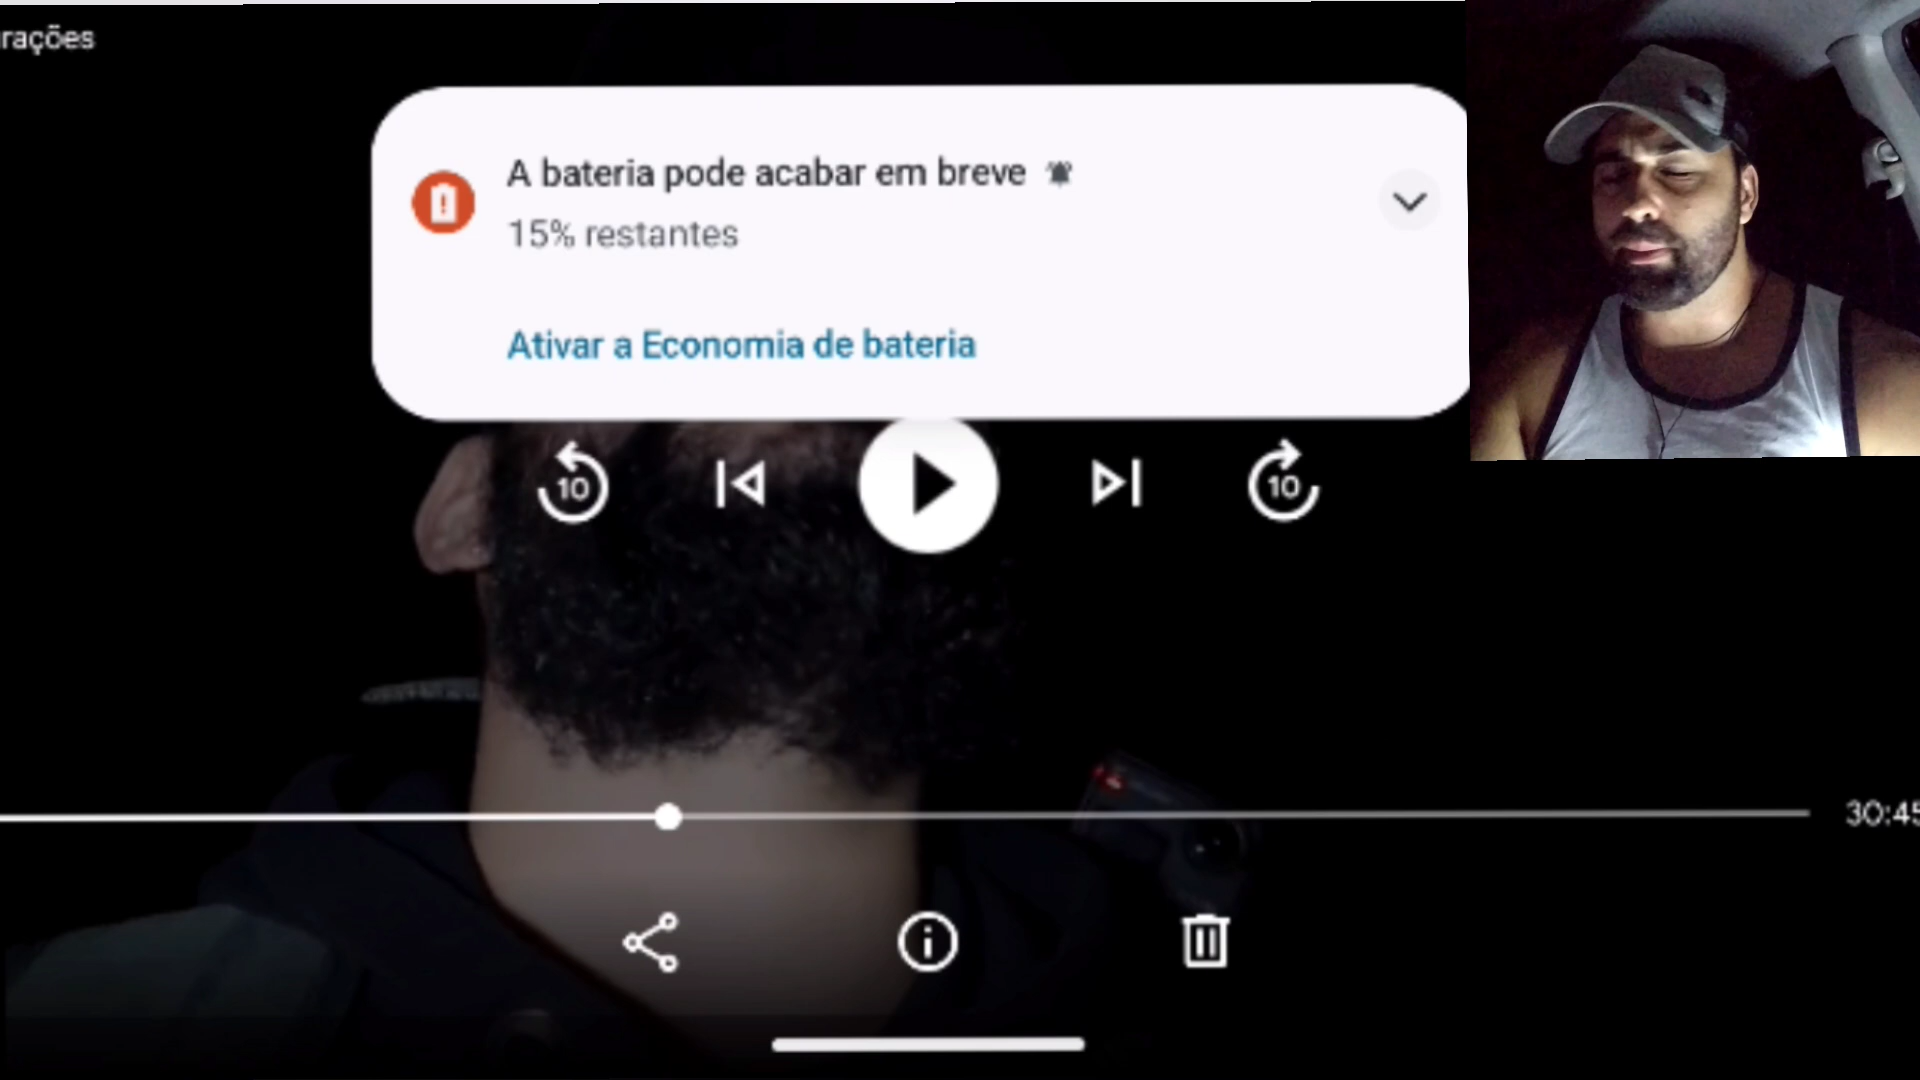 rações
A bateria pode acabar em breve
15% restantes
Ativar a Economia de bateria
10
10
30:45